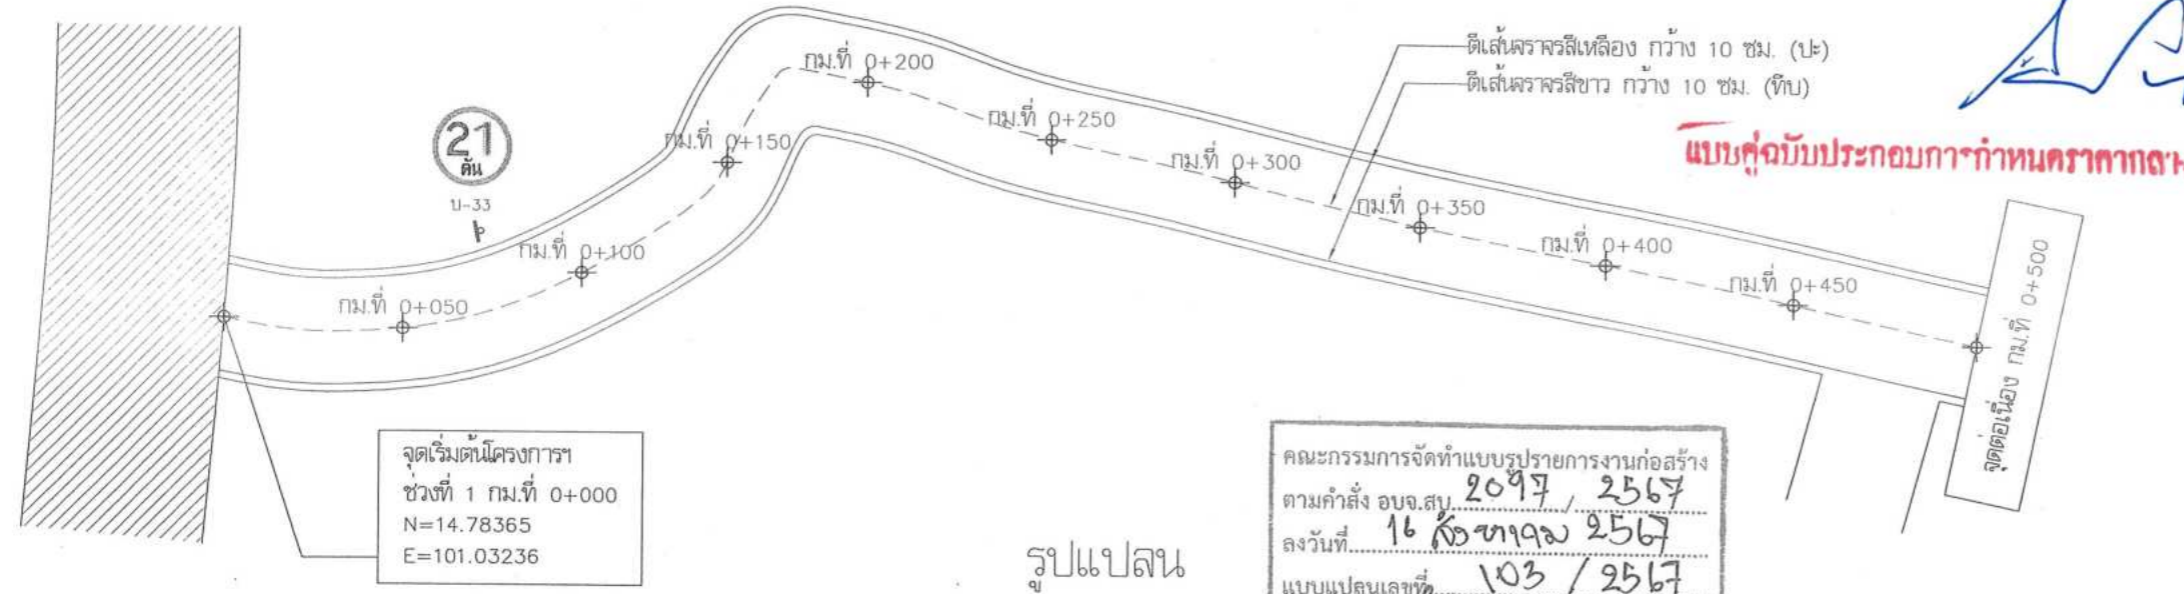 ตีเส้นจราจรสีเหลือง กว้าง 10 ซม. (ปะ)
ตีเส้นจราจรสีขาว กว้าง 10 ซม. (ทึบ)
แบบคู่ฉบับประกอบการกำหนดราคากลาง
21
ตัน
บ-33
กม.ที่ 0+050
กม.ที่ 0+100
กม.ที่ 0+150
กม.ที่ 0+200
กม.ที่ 0+250
กม.ที่ 0+300
กม.ที่ 0+350
กม.ที่ 0+400
กม.ที่ 0+450
จุดต่อเนื่อง กม.ที่ 0+500
จุดเริ่มต้นโครงการฯ
ช่วงที่ 1 กม.ที่ 0+000
N=14.78365
E=101.03236
รูปแปลน
คณะกรรมการจัดทำแบบรูปรายการงานก่อสร้าง
ตามคำสั่ง อบจ.สบ. 2097 / 2567
ลงวันที่ 16 สิงหาคม 2567
แบบแปลนเลขที่ 103 / 2567